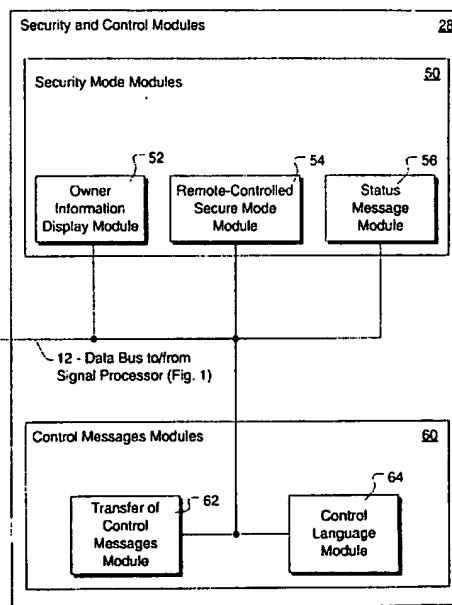 Security and Control Modules
28
Security Mode Modules
50
52
54
56
Owner
Information
Display Module
Remote-Controlled
Secure Mode
Module
Status
Message
Module
12 - Data Bus to/from
Signal Processor (Fig. 1)
Control Messages Modules
60
62
64
Transfer of
Control
Messages
Module
Control
Language
Module